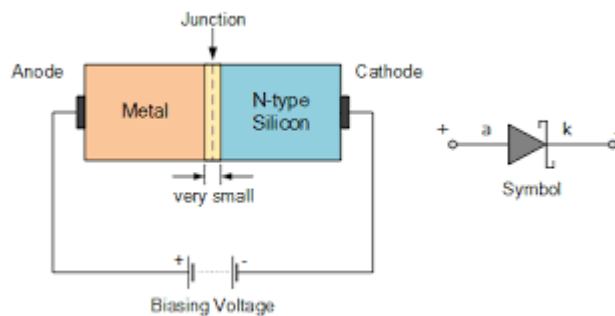 Junction
Anode
Cathode
Metal
N-type
Silicon
very small
+ -
Biasing Voltage
+ a k -
Symbol